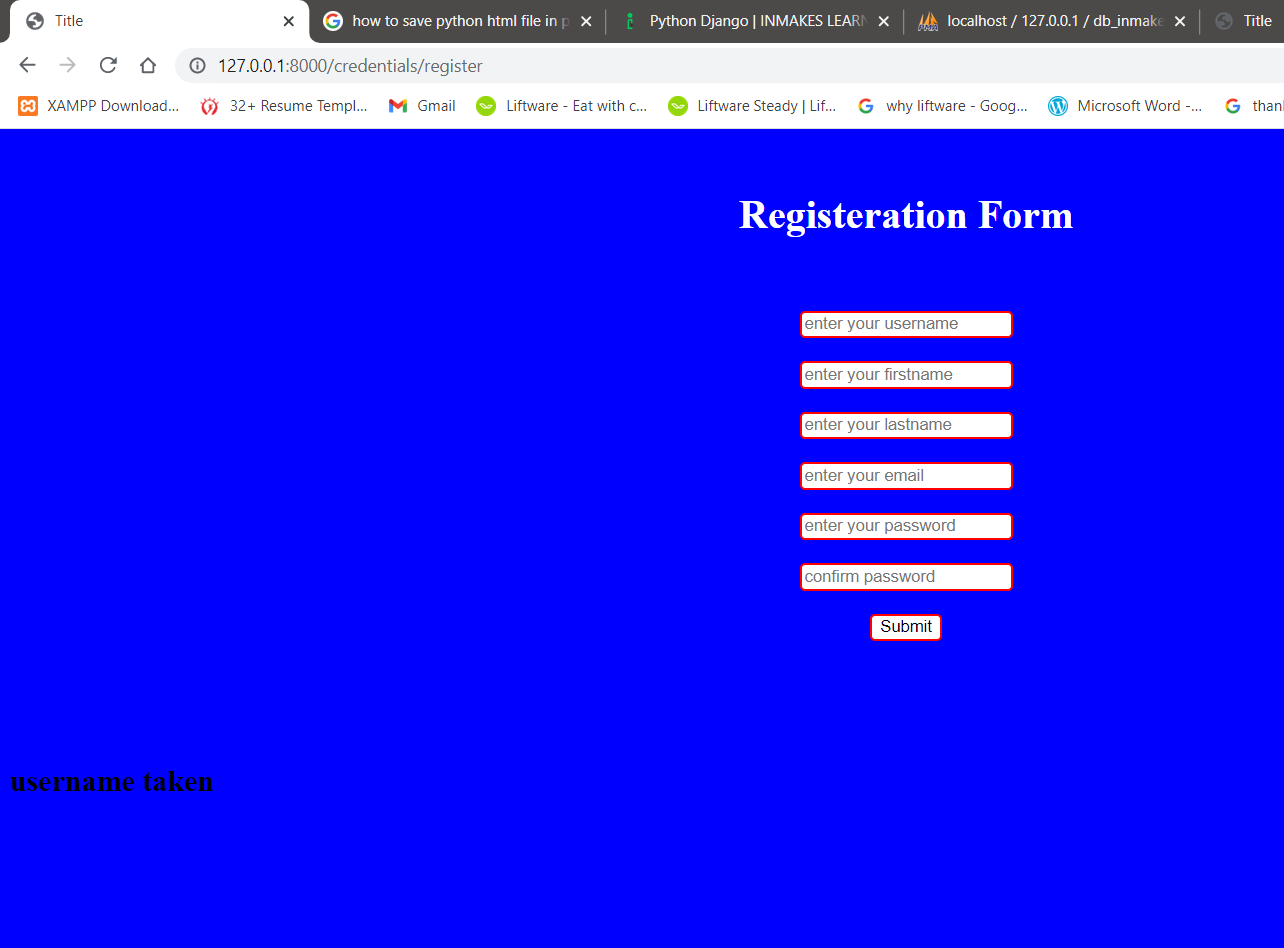 Title
how to save python html file in p
Python Django | INMAKES LEARN
localhost / 127.0.0.1 / db_inmake
Title
127.0.0.1:8000/credentials/register
XAMPP Download...
32+ Resume Templ...
Gmail
Liftware - Eat with c...
Liftware Steady | Lif...
why liftware - Goog...
Microsoft Word -...
than
Registeration Form
enter your username
enter your firstname
enter your lastname
enter your email
enter your password
confirm password
Submit
username taken